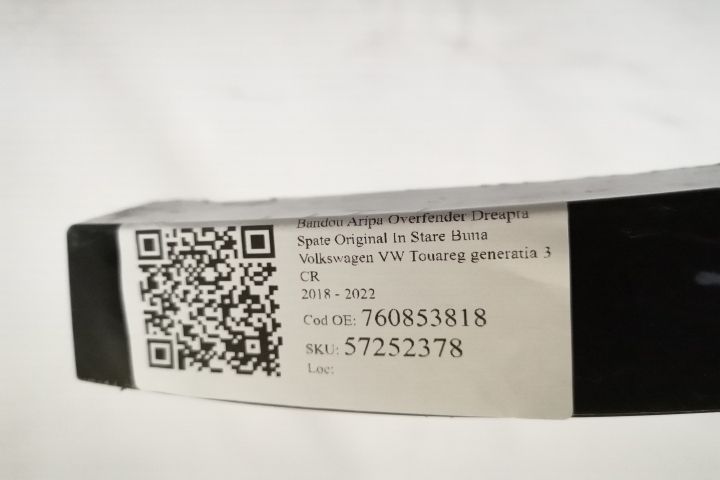 Bandou Aripa Overfender Dreapta
Spate Original In Stare Buna
Volkswagen VW Touareg generatia 3
CR
2018 - 2022
Cod OE: 760853818
SKU: 57252378
Loc: